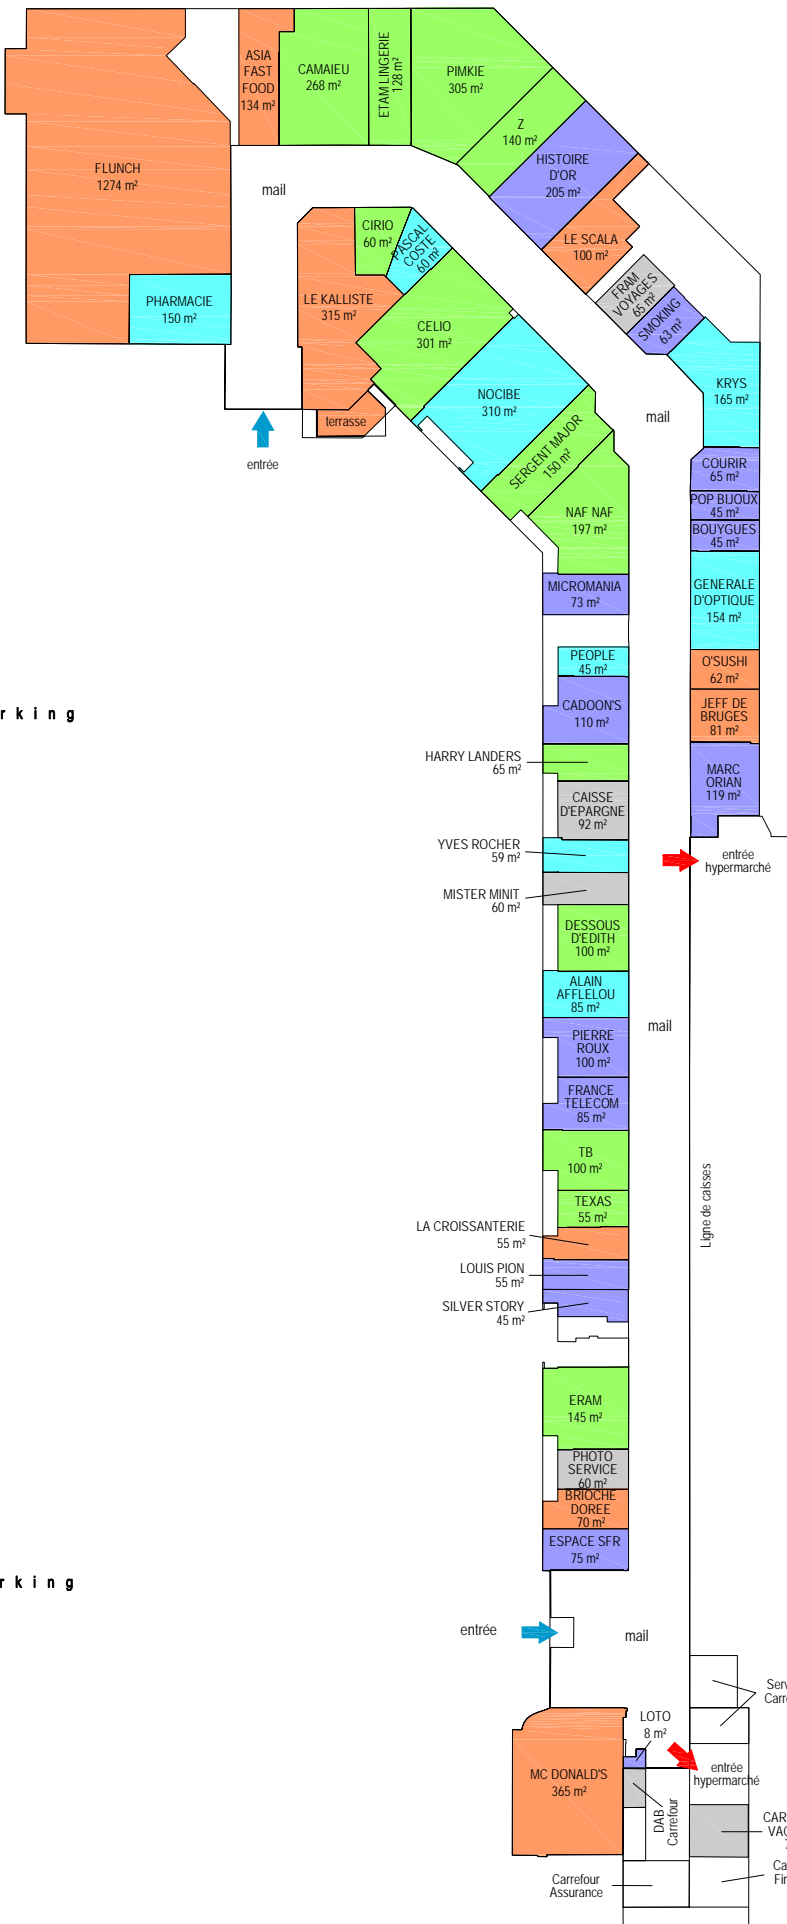 ASIA
FAST
FOOD
134 m²
CAMAIEU
268 m²
ETAM LINGERIE
128 m²
PIMKIE
305 m²
Z
140 m²
HISTOIRE
D'OR
205 m²
FLUNCH
1274 m²
mail
LE SCALA
100 m²
CIRIO
60 m²
PASCAL
COSTE
60 m²
FRAM
VOYAGES
65 m²
SMOKING
63 m²
PHARMACIE
150 m²
LE KALLISTE
315 m²
CELIO
301 m²
KRYS
165 m²
NOCIBE
310 m²
mail
terrasse
entrée
SERGENT MAJOR
150 m²
COURIR
65 m²
POP BIJOUX
45 m²
NAF NAF
197 m²
BOUYGUES
45 m²
MICROMANIA
73 m²
GENERALE
D'OPTIQUE
154 m²
PEOPLE
45 m²
O'SUSHI
62 m²
rking
CADOON'S
110 m²
JEFF DE
BRUGES
81 m²
HARRY LANDERS
65 m²
MARC
ORIAN
119 m²
CAISSE
D'EPARGNE
92 m²
YVES ROCHER
59 m²
entrée
hypermarché
MISTER MINIT
60 m²
DESSOUS
D'EDITH
100 m²
ALAIN
AFFLELOU
85 m²
mail
PIERRE
ROUX
100 m²
FRANCE
TELECOM
85 m²
TB
100 m²
Ligne de caisses
TEXAS
55 m²
LA CROISSANTERIE
55 m²
LOUIS PION
55 m²
SILVER STORY
45 m²
ERAM
145 m²
PHOTO
SERVICE
60 m²
BRIOCHE
DOREE
70 m²
ESPACE SFR
75 m²
rking
entrée
mail
Serv
Carr
LOTO
8 m²
MC DONALD'S
365 m²
entrée
hypermarché
DAB
Carrefour
CAR
VAC
7
Ca
Fir
Carrefour
Assurance